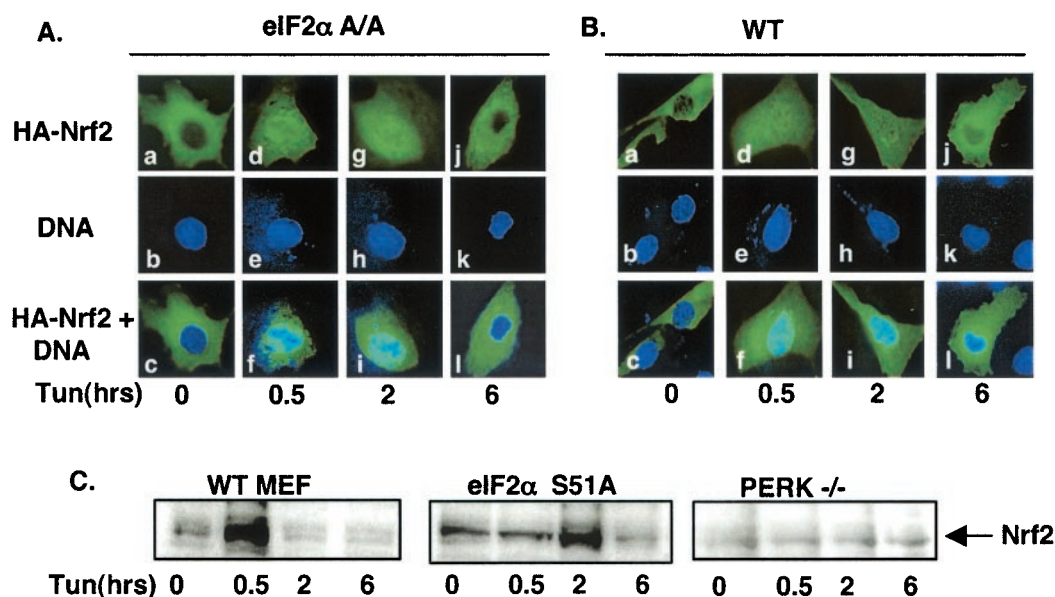 A. eIF2α A/A
B. WT
HA-Nrf2 a d g j a d g j
DNA b e h k b e h k
HA-Nrf2 +
DNA c f i l c f i l
Tun(hrs) 0 0.5 2 6 0 0.5 2 6
C. WT MEF eIF2α S51A PERK -/-
Nrf2
Tun(hrs) 0 0.5 2 6 0 0.5 2 6 0 0.5 2 6